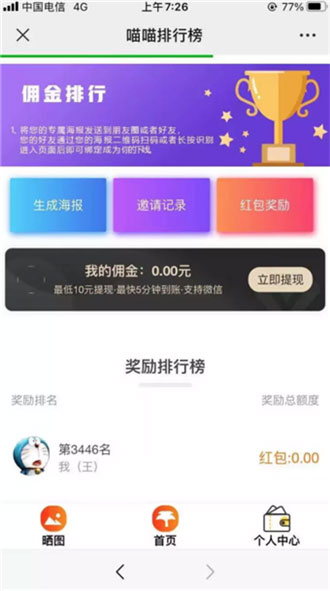 中国电信 4G
上午7:26
77%
喵喵排行榜
佣金排行
1、将您的专属海报发送到朋友圈或者好友,
您的好友通过您的海报二维码扫码或者长按识别
进入页面后即可绑定成为你的下线
生成海报
邀请记录
红包奖励
我的佣金：0.00元
最低10元提现·最快5分钟到账·支持微信
立即提现
奖励排行榜
奖励排名
奖励总额度
第3446名
我（王）
红包:0.00
晒图
首页
个人中心